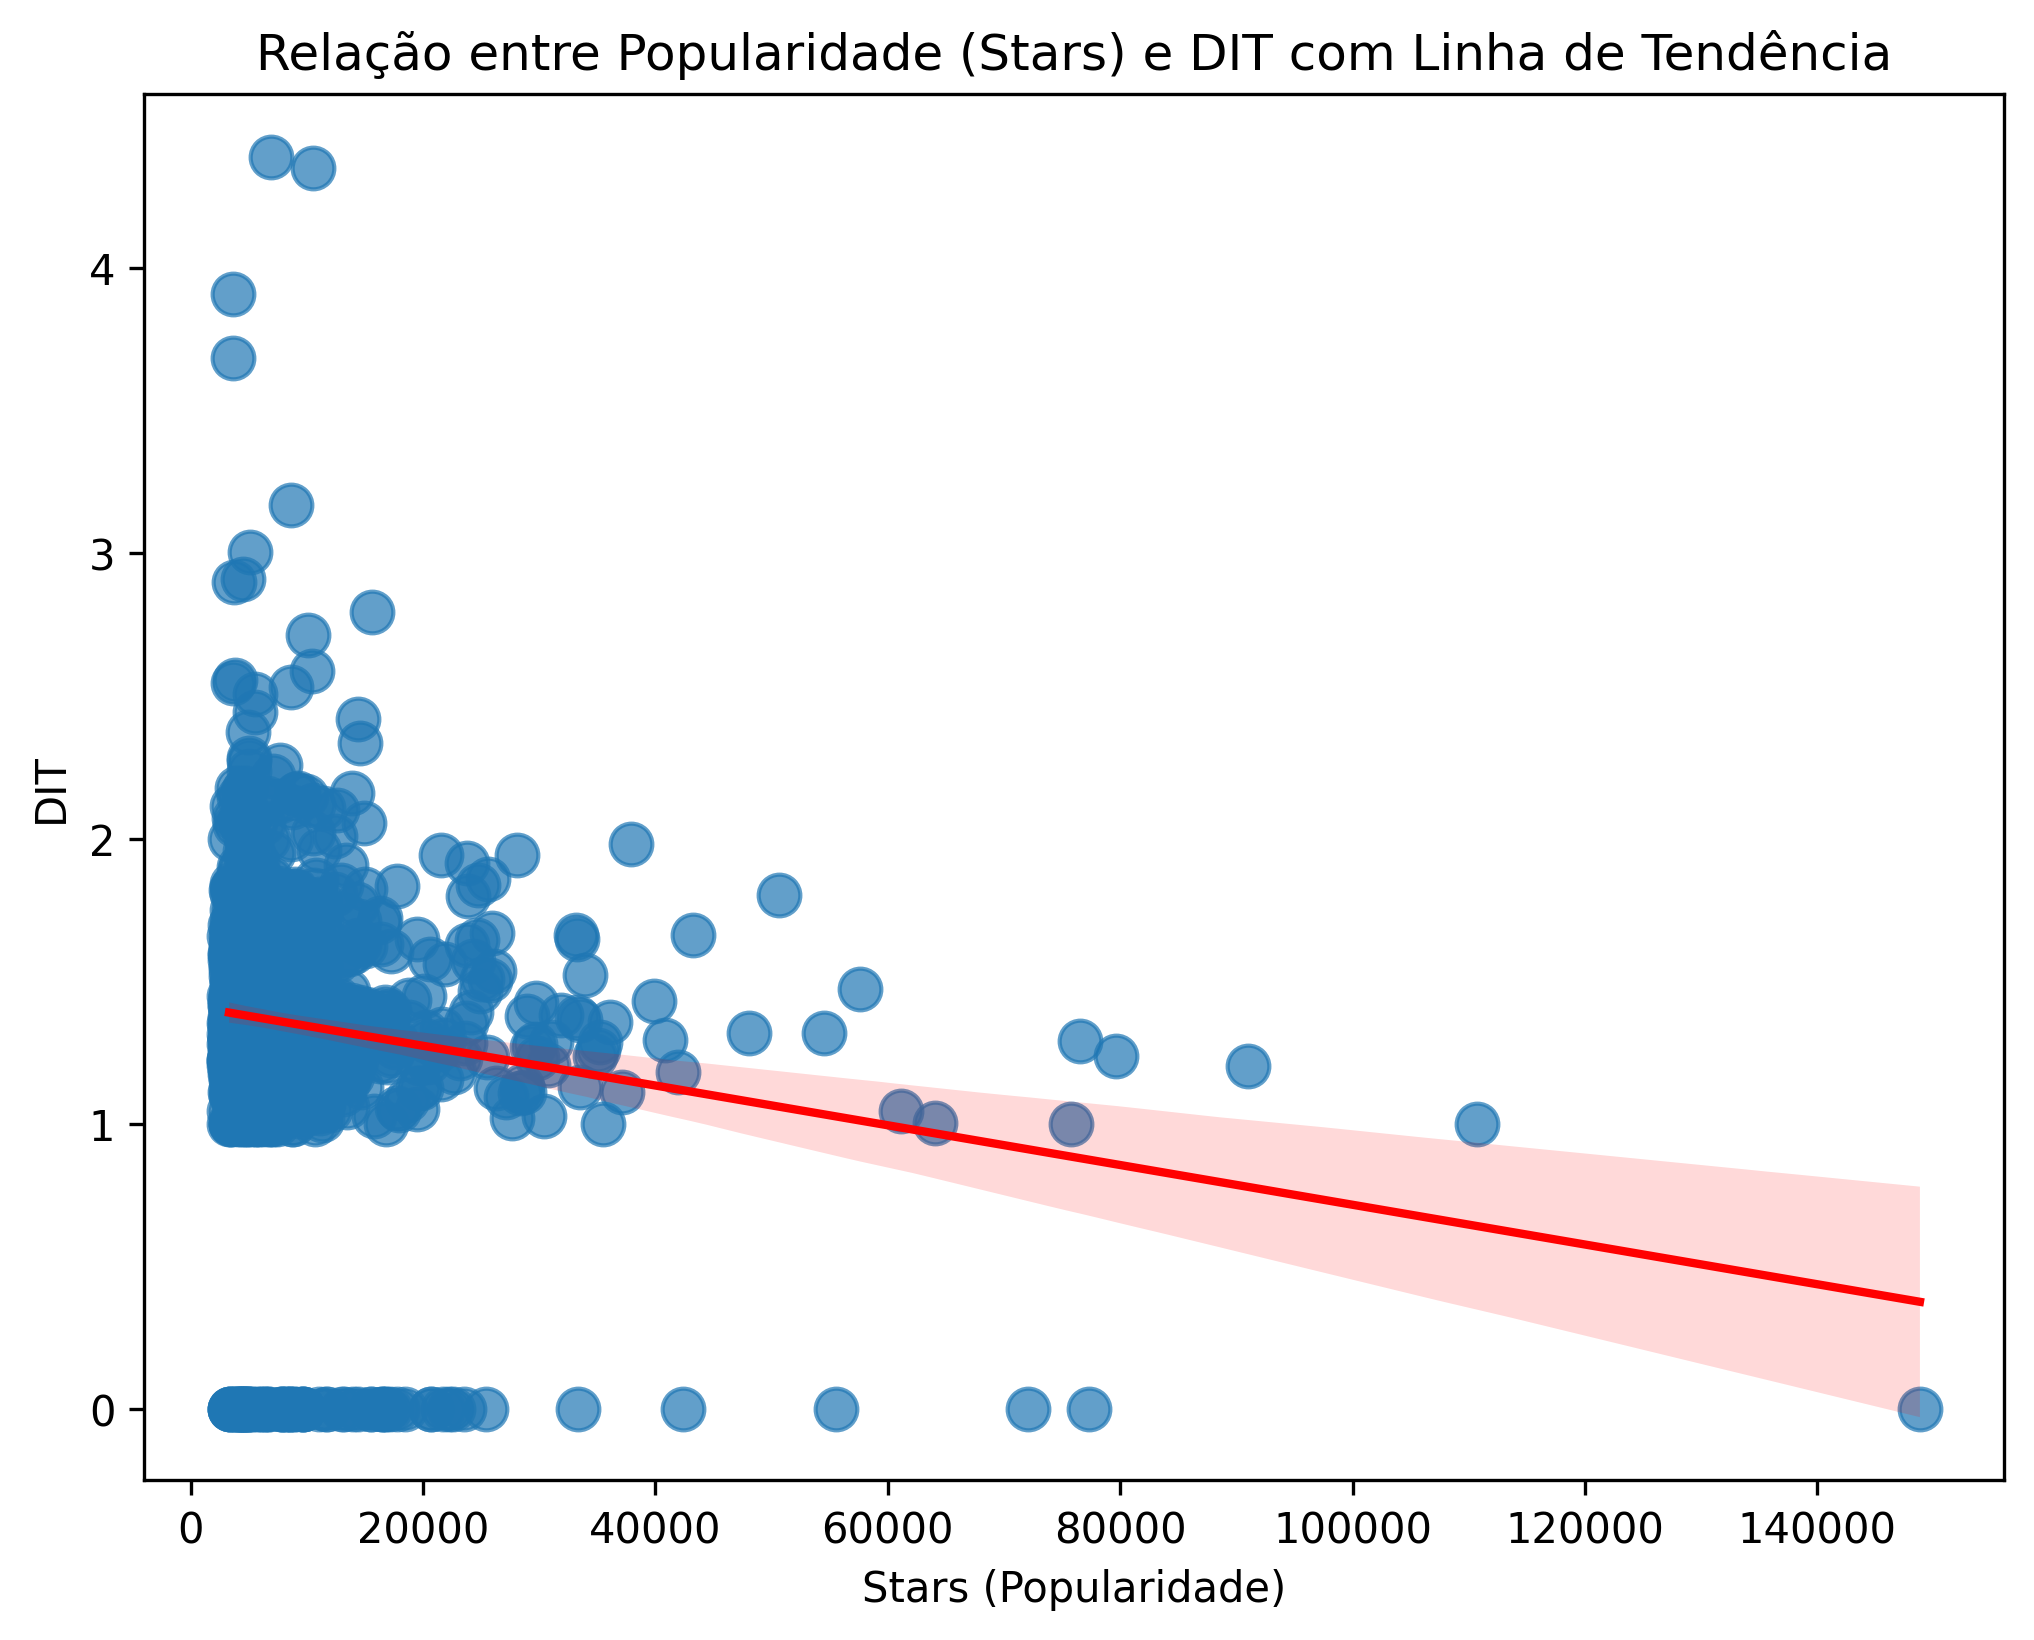 Relação entre Popularidade (Stars) e DIT com Linha de Tendência
DIT
4
3
2
1
0
0 20000 40000 60000 80000 100000 120000 140000
Stars (Popularidade)